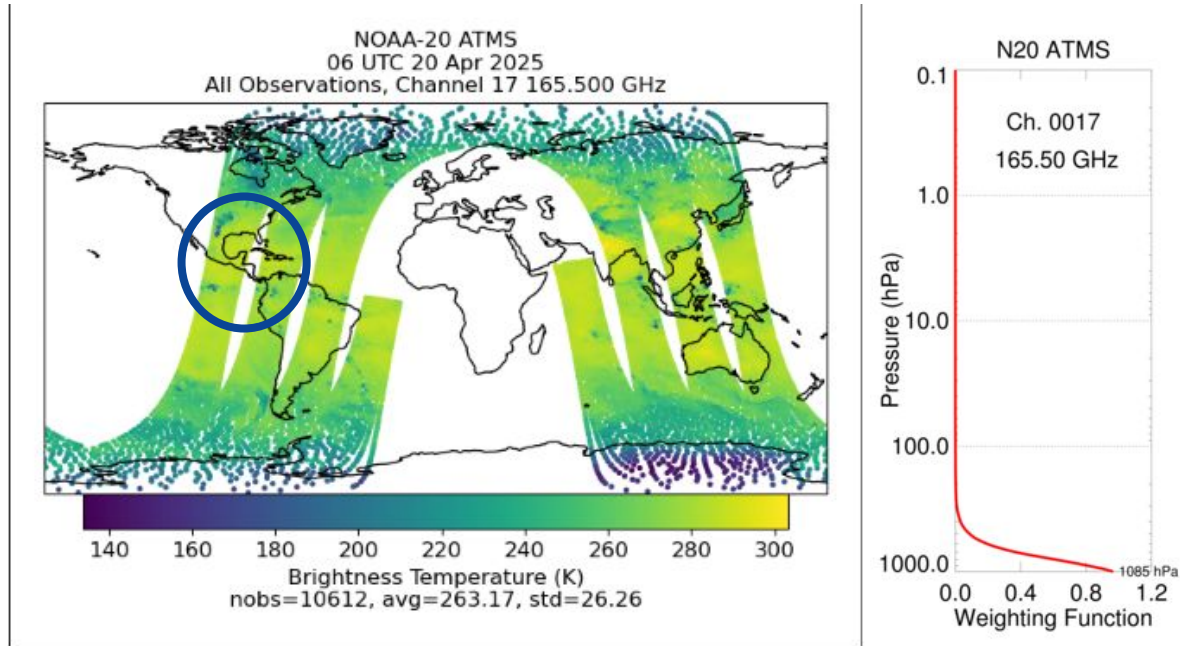 NOAA-20 ATMS
06 UTC 20 Apr 2025
All Observations, Channel 17 165.500 GHz
140 160 180 200 220 240 260 280 300
Brightness Temperature (K)
nobs=10612, avg=263.17, std=26.26
N20 ATMS
Ch. 0017
165.50 GHz
0.1
1.0
10.0
100.0
1000.0
Pressure (hPa)
1085 hPa
0.0 0.4 0.8 1.2
Weighting Function